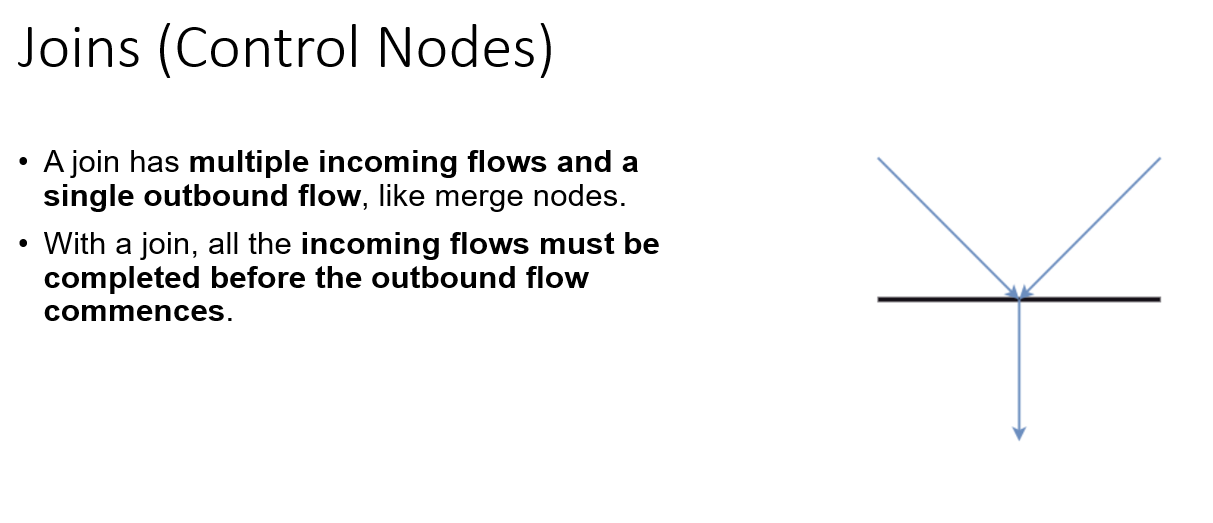 Joins (Control Nodes)
• A join has multiple incoming flows and a
single outbound flow, like merge nodes.
• With a join, all the incoming flows must be
completed before the outbound flow
commences.